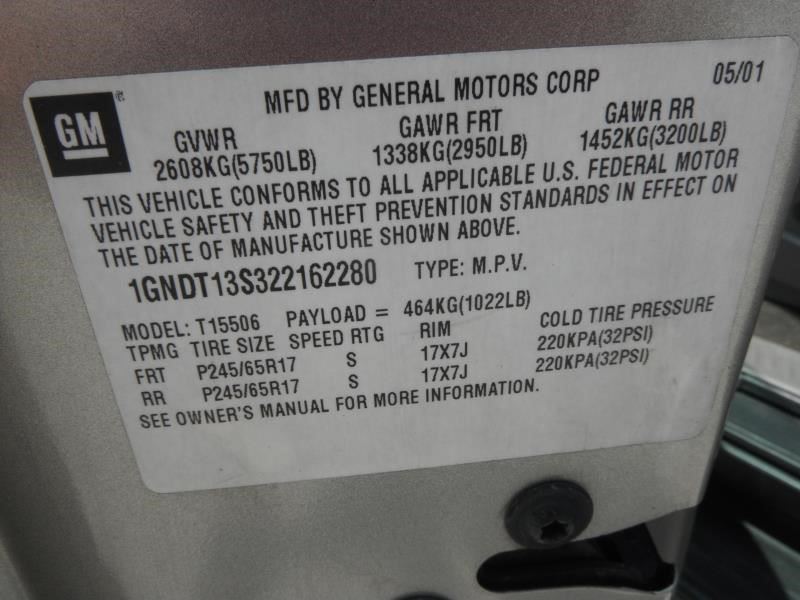 GM
MFD BY GENERAL MOTORS CORP 05/01
GVWR GAWR FRT GAWR RR
2608KG(5750LB) 1338KG(2950LB) 1452KG(3200LB)
THIS VEHICLE CONFORMS TO ALL APPLICABLE U.S. FEDERAL MOTOR
VEHICLE SAFETY AND THEFT PREVENTION STANDARDS IN EFFECT ON
THE DATE OF MANUFACTURE SHOWN ABOVE.
1GNDT13S322162280 TYPE: M.P.V.
MODEL: T15506 PAYLOAD = 464KG(1022LB)
TPMG TIRE SIZE SPEED RTG RIM COLD TIRE PRESSURE
FRT P245/65R17 S 17X7J 220KPA(32PSI)
RR P245/65R17 S 17X7J 220KPA(32PSI)
SEE OWNER'S MANUAL FOR MORE INFORMATION.